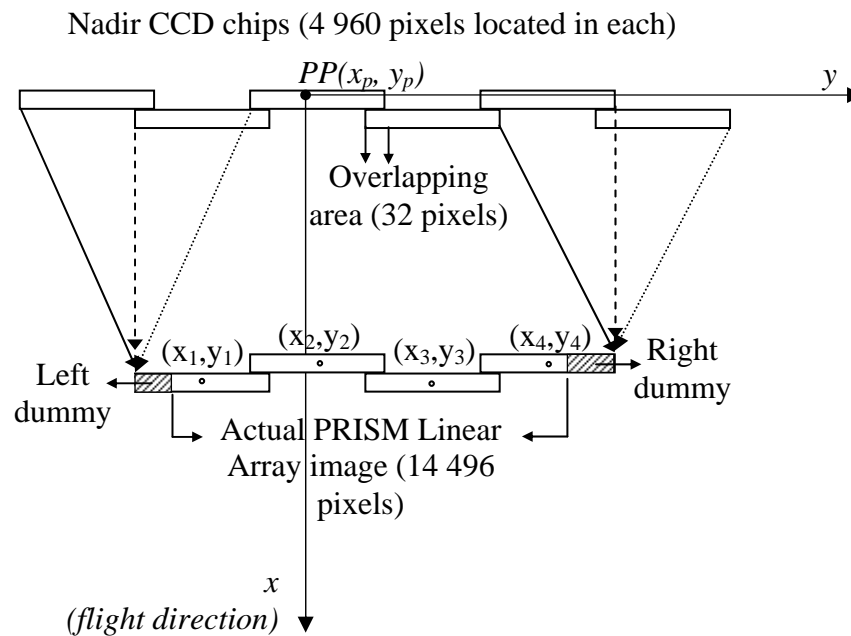 Nadir CCD chips (4 960 pixels located in each)
PP(xₚ, yₚ)
y
Overlapping
area (32 pixels)
(x₁,y₁)
(x₂,y₂)
(x₃,y₃)
(x₄,y₄)
Left
dummy
Right
dummy
Actual PRISM Linear
Array image (14 496
pixels)
x
(flight direction)